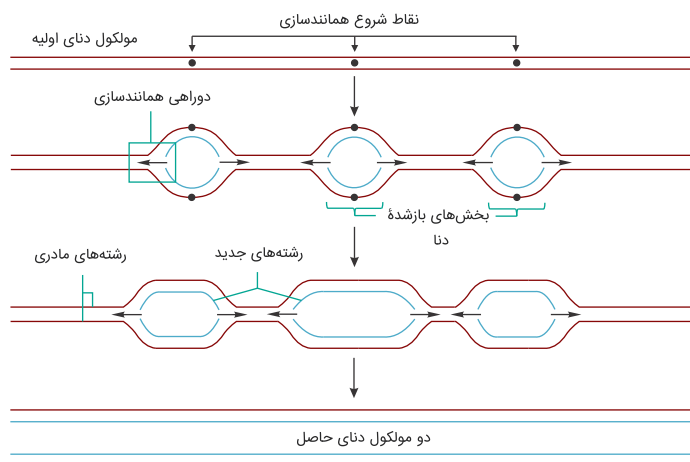 نقاط شروع همانندسازی
مولکول دنای اولیه
دوراهی همانندسازی
بخش‌های بازشدهٔ
دنا
رشته‌های جدید
رشته‌های مادری
دو مولکول دنای حاصل